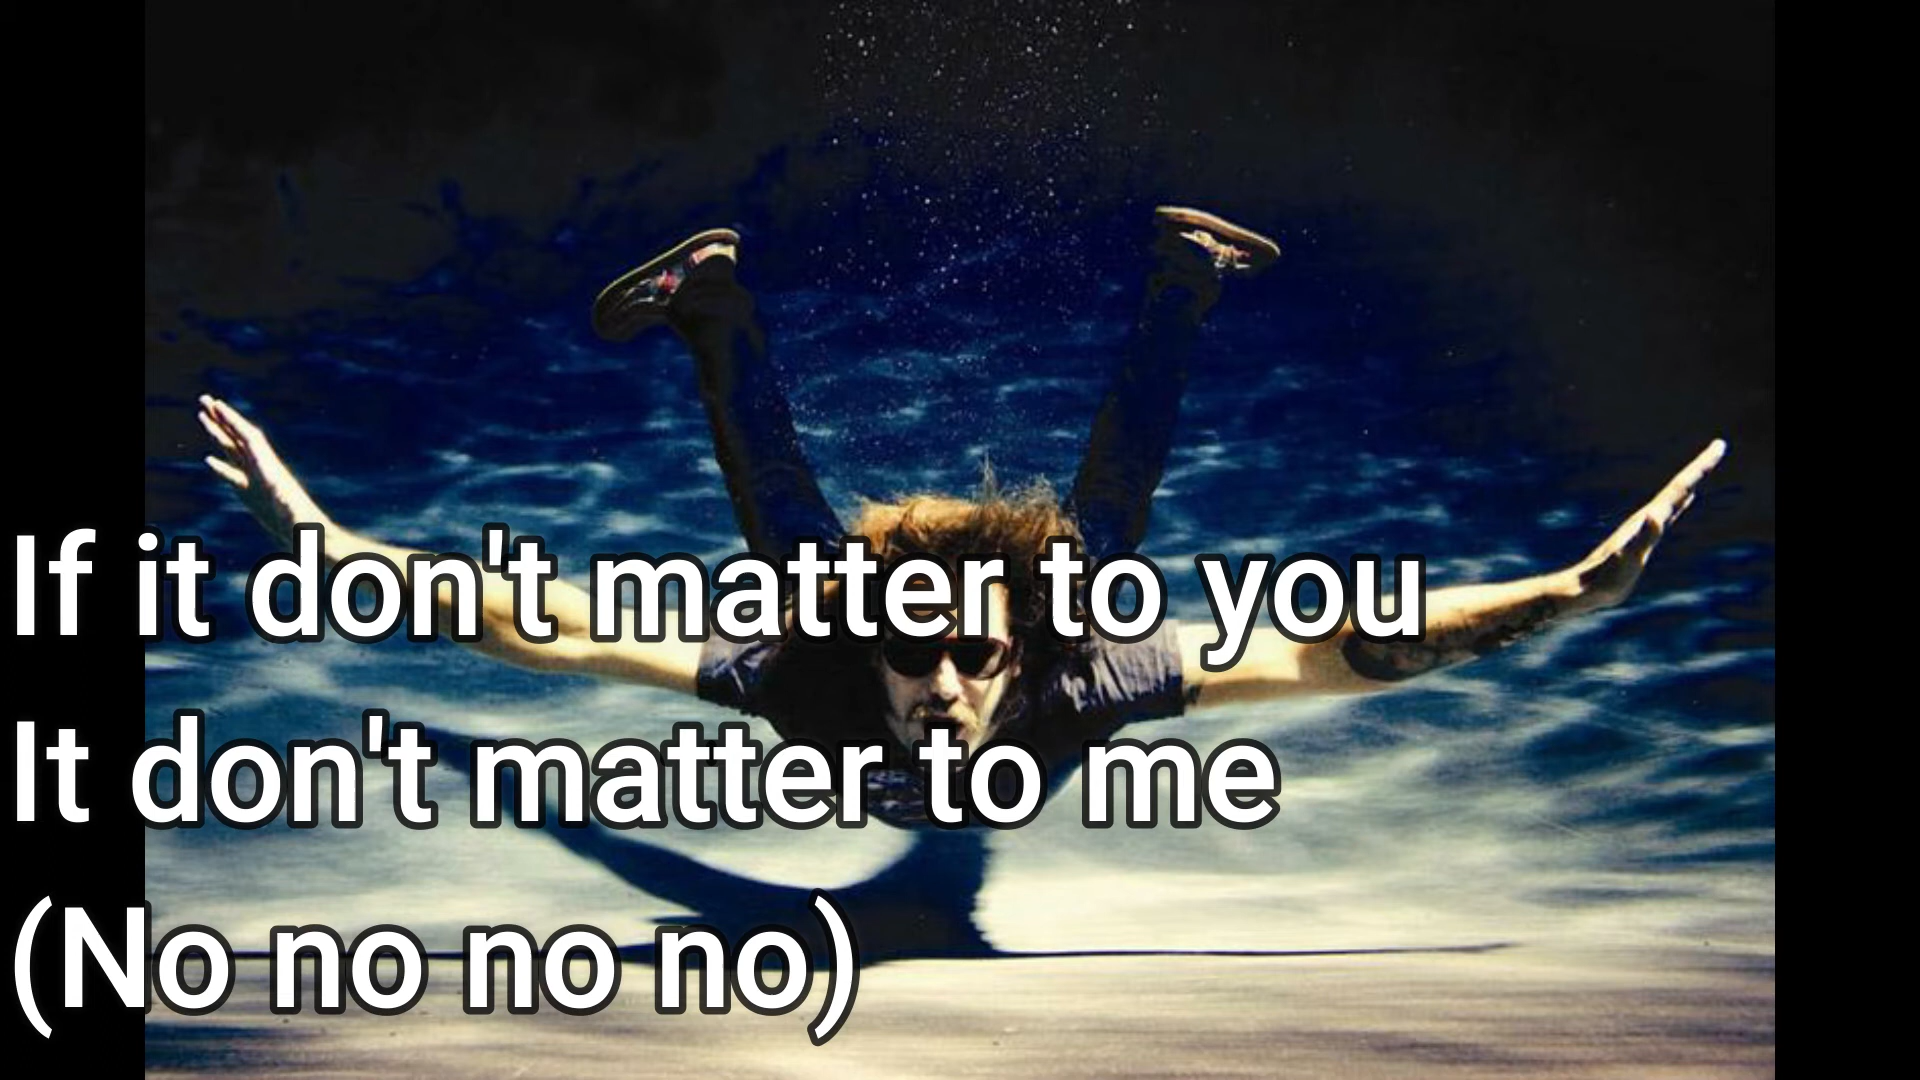 If it don't matter to you
It don't matter to me
(No no no no)